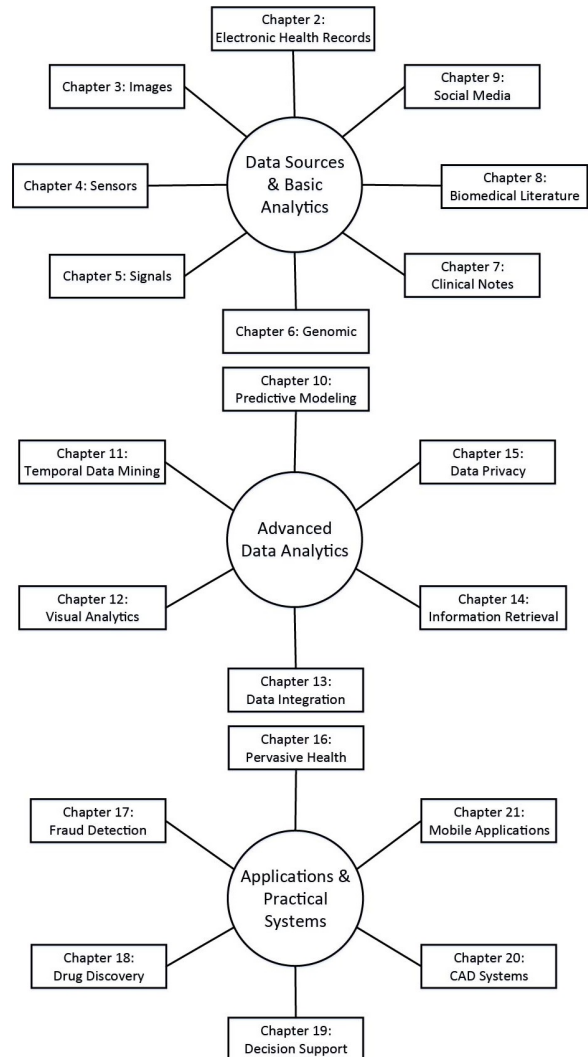 Chapter 2:
Electronic Health Records
Chapter 3: Images
Chapter 9:
Social Media
Data Sources
& Basic
Analytics
Chapter 4: Sensors
Chapter 8:
Biomedical Literature
Chapter 5: Signals
Chapter 7:
Clinical Notes
Chapter 6: Genomic
Chapter 10:
Predictive Modeling
Chapter 11:
Temporal Data Mining
Chapter 15:
Data Privacy
Advanced
Data Analytics
Chapter 12:
Visual Analytics
Chapter 14:
Information Retrieval
Chapter 13:
Data Integration
Chapter 16:
Pervasive Health
Chapter 17:
Fraud Detection
Chapter 21:
Mobile Applications
Applications &
Practical
Systems
Chapter 18:
Drug Discovery
Chapter 20:
CAD Systems
Chapter 19:
Decision Support